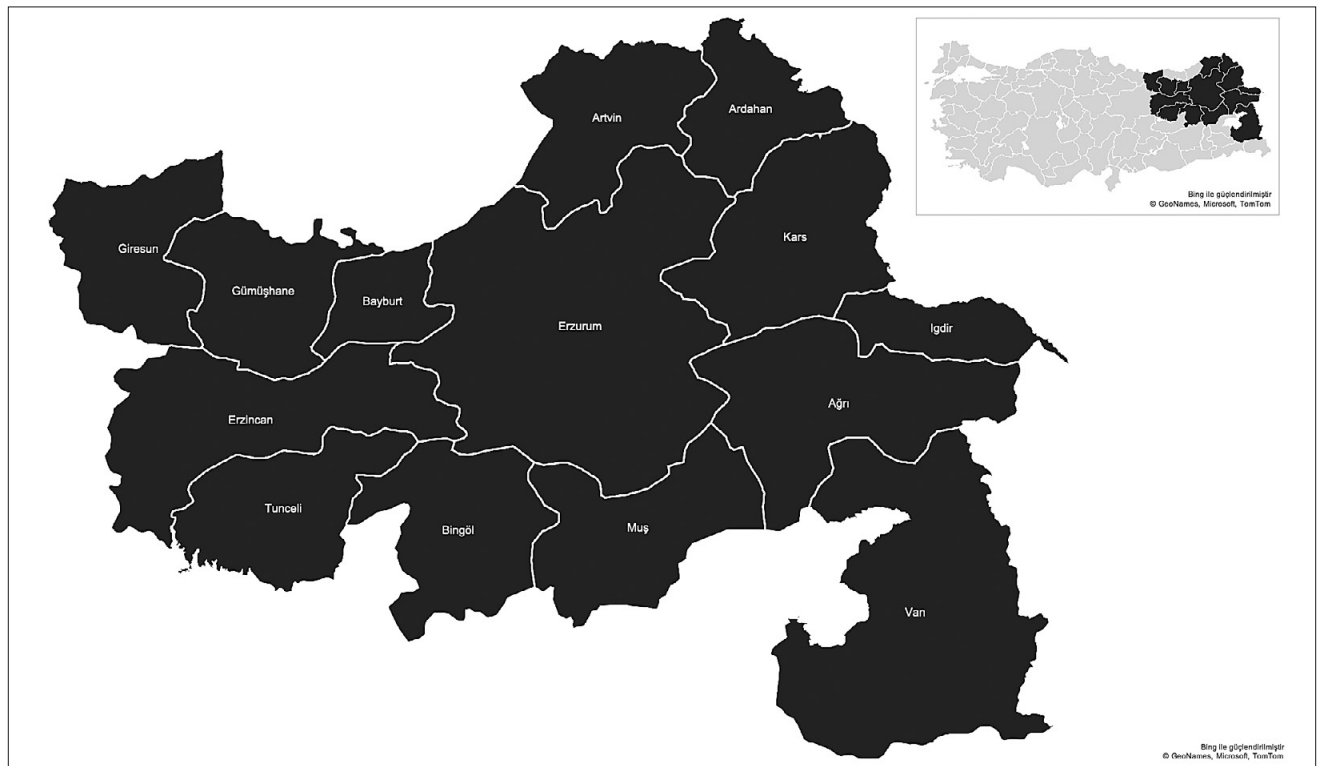 Artvin
Ardahan
Bing ile güçlendirilmiştir
© GeoNames, Microsoft, TomTom
Giresun
Kars
Gümüşhane
Bayburt
Erzurum
Igdir
Erzincan
Ağrı
Tunceli
Bingöl
Muş
Van
Bing ile güçlendirilmiştir
© GeoNames, Microsoft, TomTom